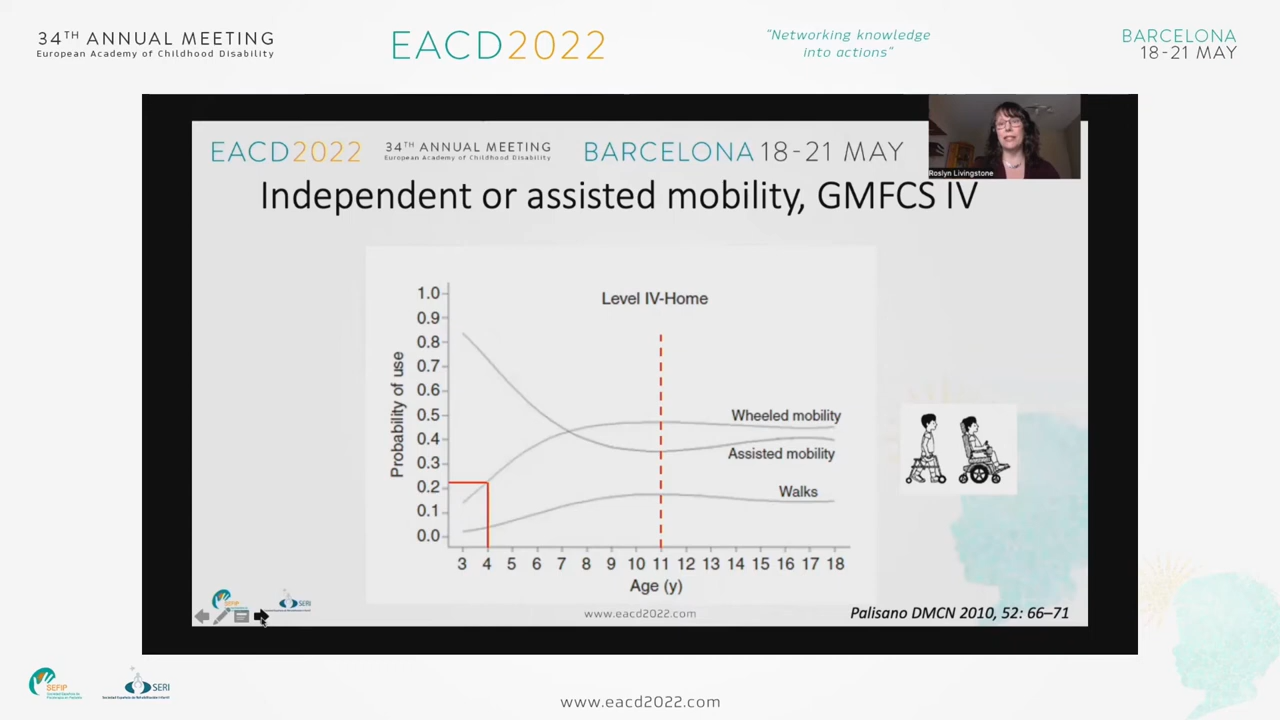 34TH ANNUAL MEETING
European Academy of Childhood Disability
EACD2022
"Networking knowledge
into actions"
BARCELONA
18-21 MAY
EACD2022
34TH ANNUAL MEETING
European Academy of Childhood Disability
BARCELONA 18-21 MAY
Roslyn Livingstone
Independent or assisted mobility, GMFCS IV
Level IV-Home
Probability of use
1.0
0.9
0.8
0.7
0.6
0.5
0.4
0.3
0.2
0.1
0.0
Wheeled mobility
Assisted mobility
Walks
3 4 5 6 7 8 9 10 11 12 13 14 15 16 17 18
Age (y)
SEFIP
SERI
www.eacd2022.com
Palisano DMCN 2010, 52: 66–71
SEFIP
SERI
www.eacd2022.com